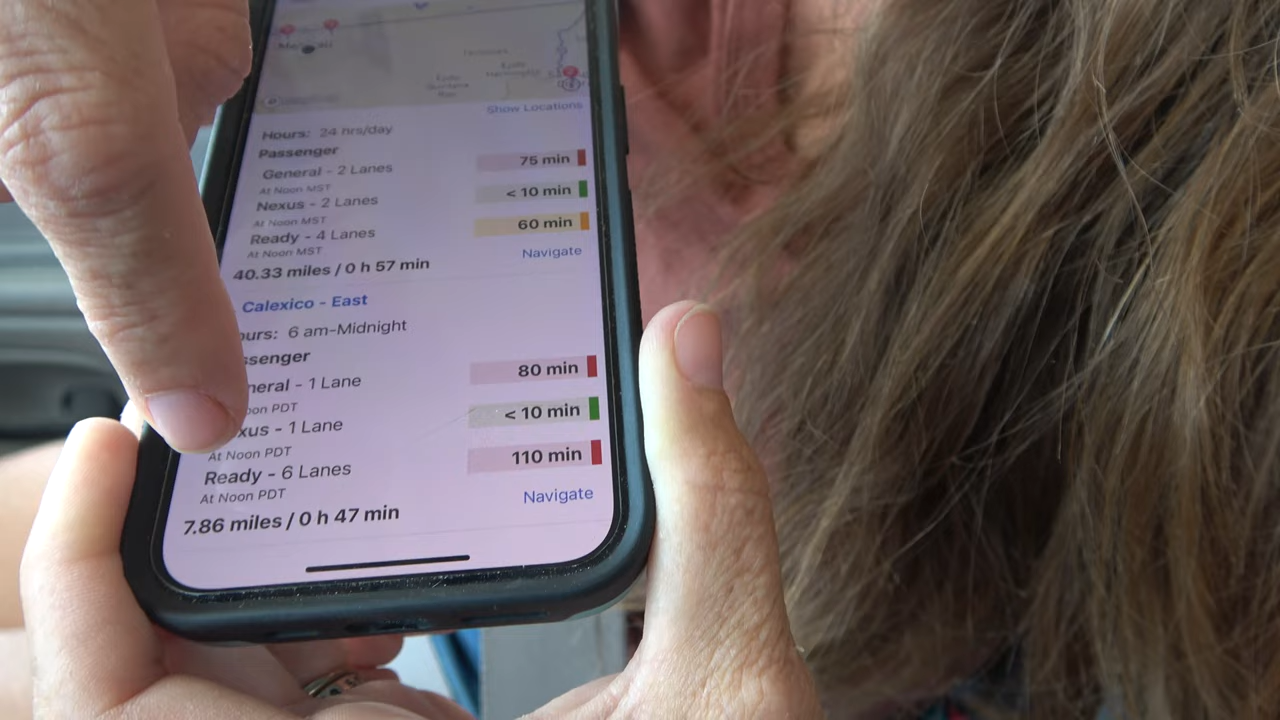 Show Locations
Hours: 24 hrs/day
Passenger
General - 2 Lanes 75 min
At Noon MST
Nexus - 2 Lanes < 10 min
At Noon MST
Ready - 4 Lanes 60 min
At Noon MST
40.33 miles / 0 h 57 min Navigate
Calexico - East
ours: 6 am-Midnight
ssenger
neral - 1 Lane 80 min
oon PDT
xus - 1 Lane < 10 min
At Noon PDT
Ready - 6 Lanes 110 min
At Noon PDT
7.86 miles / 0 h 47 min Navigate